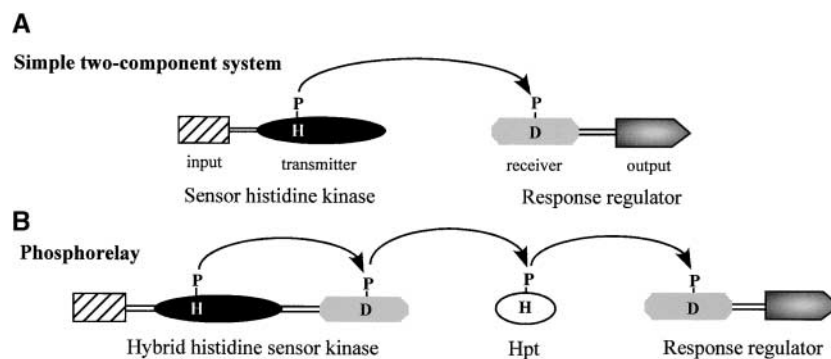 A
Simple two-component system
P
P
H
D
input
transmitter
receiver
output
Sensor histidine kinase
Response regulator
B
Phosphorelay
P
P
P
P
H
D
H
D
Hybrid histidine sensor kinase
Hpt
Response regulator